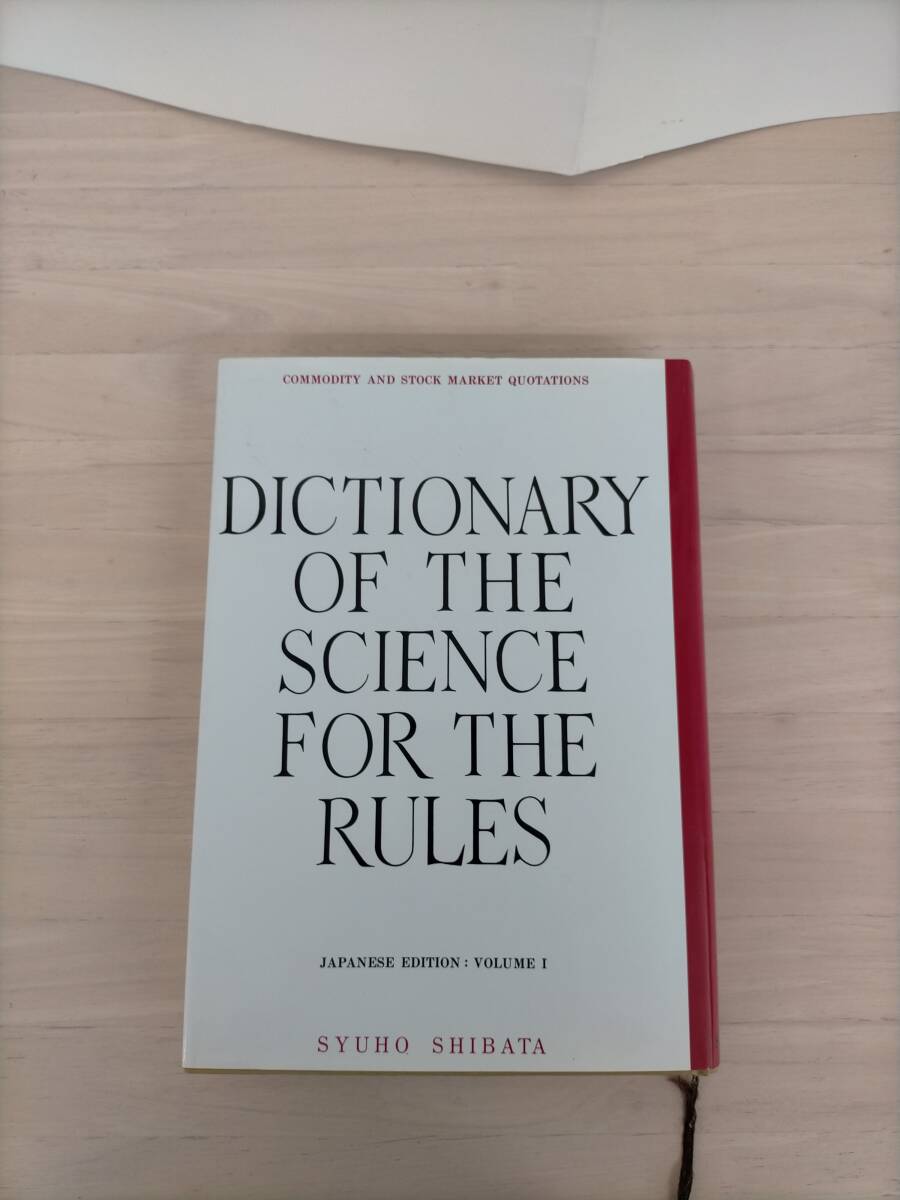 COMMODITY AND STOCK MARKET QUOTATIONS
DICTIONARY
OF THE
SCIENCE
FOR THE
RULES
JAPANESE EDITION: VOLUME I
SYUHO SHIBATA